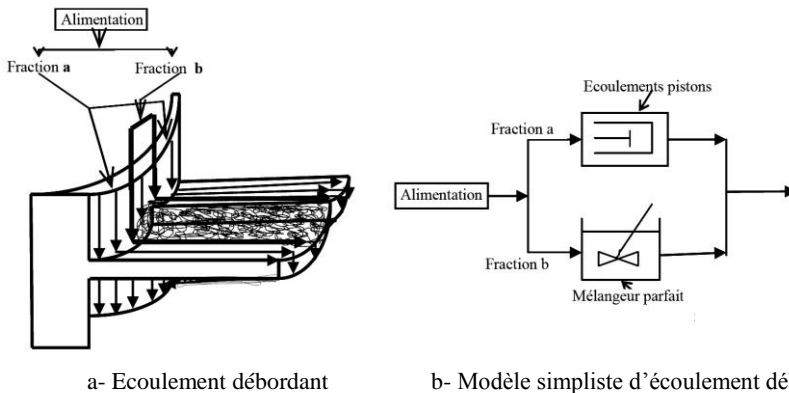 Alimentation
Fraction a
Fraction b
Ecoulements pistons
Fraction a
Alimentation
Fraction b
Mélangeur parfait
a- Ecoulement débordant
b- Modèle simpliste d’écoulement dé